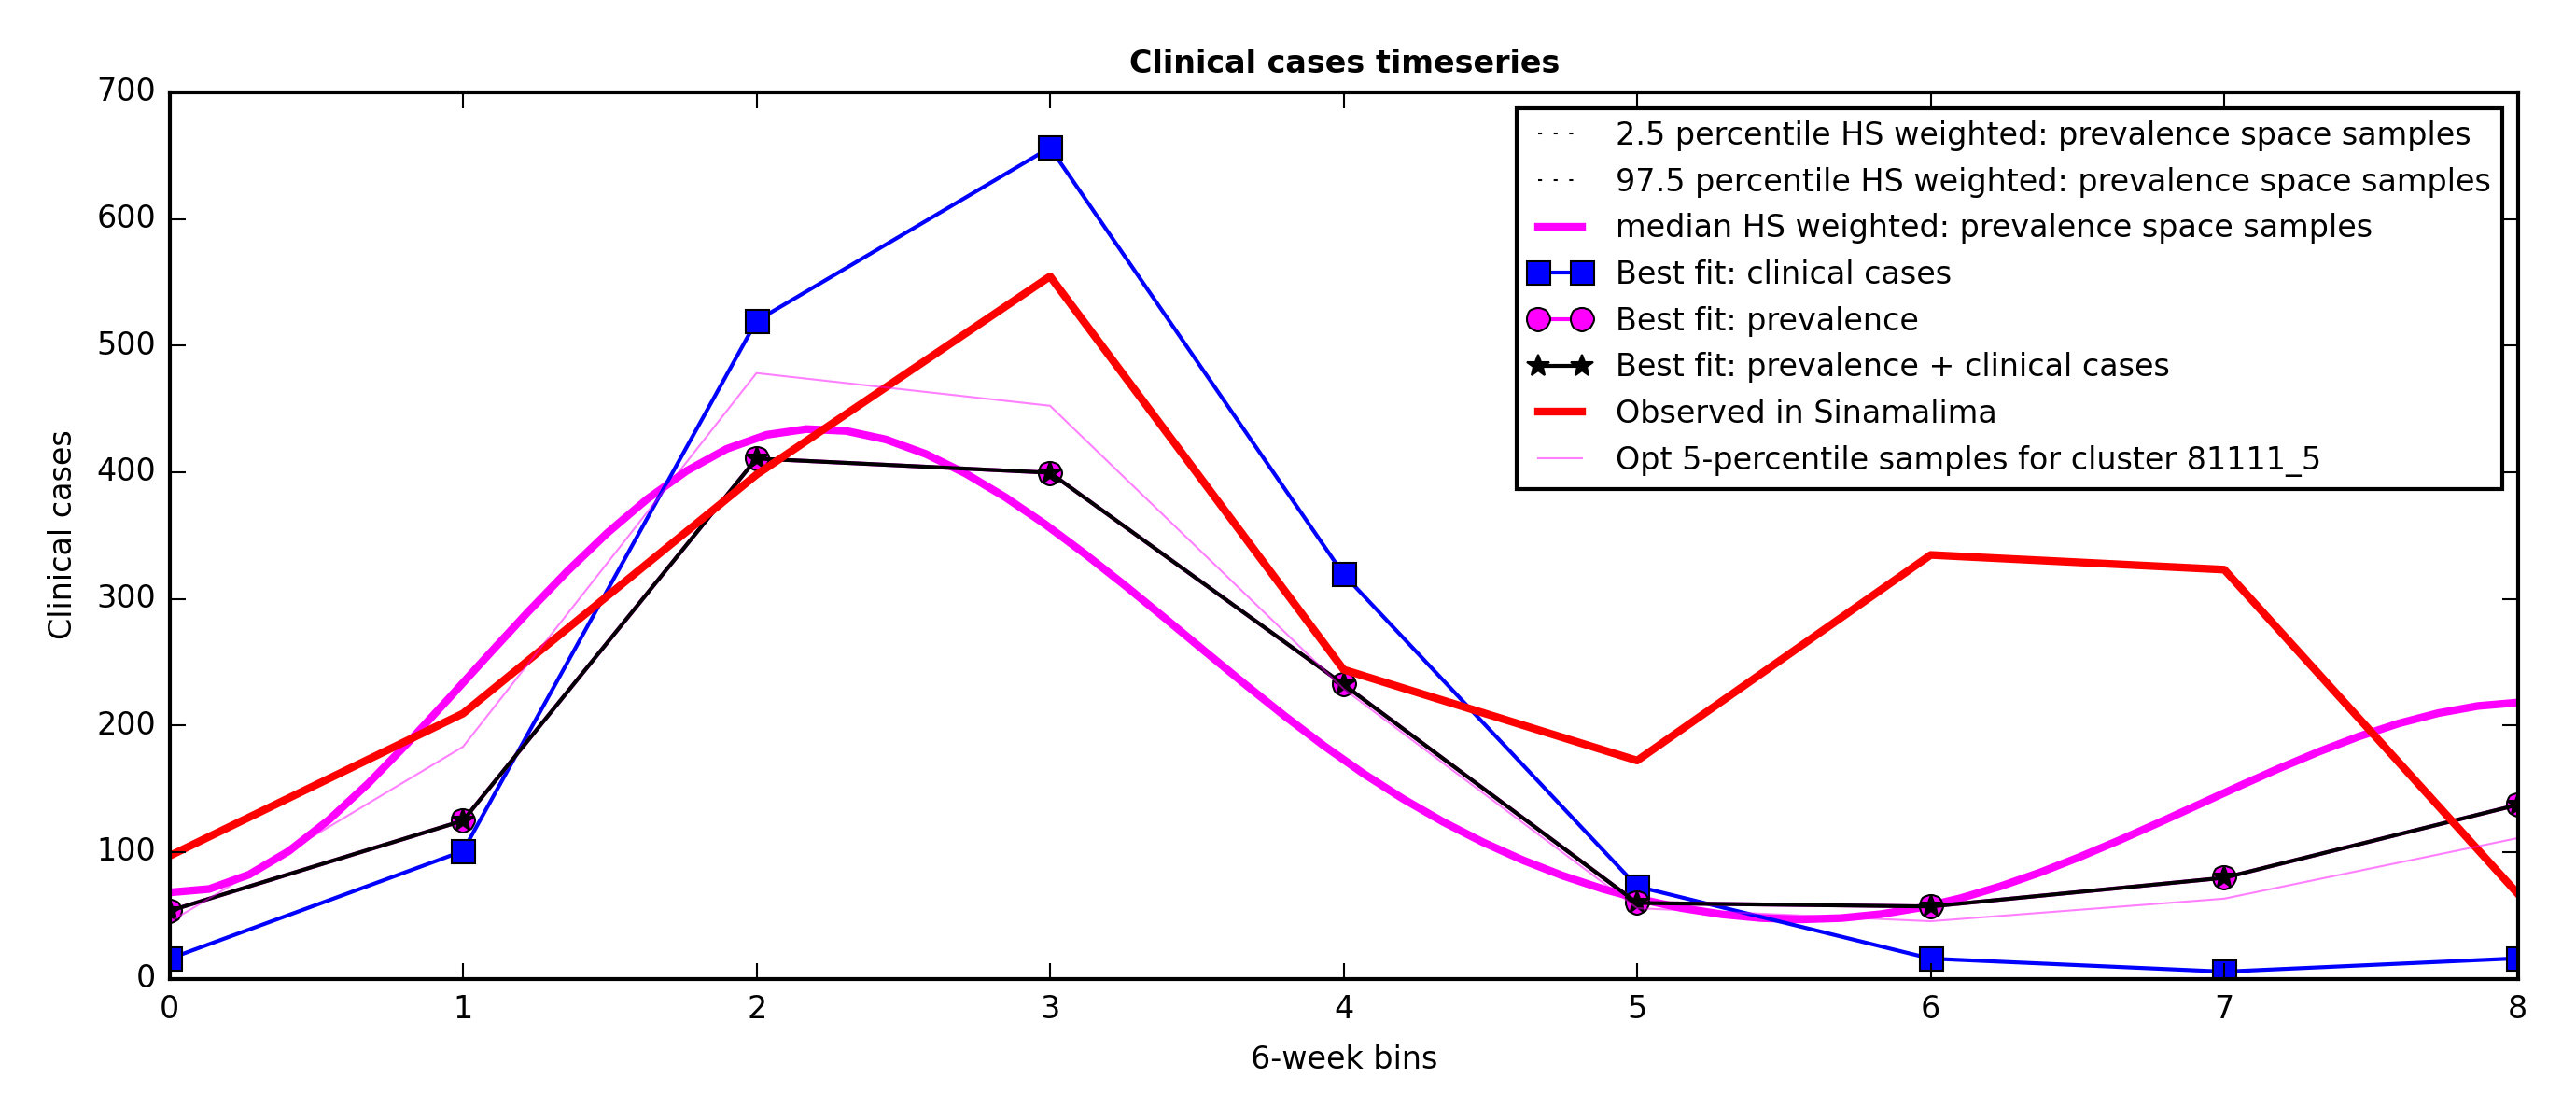 Clinical cases timeseries
700
600
500
400
300
200
100
0
Clinical cases
2.5 percentile HS weighted: prevalence space samples
97.5 percentile HS weighted: prevalence space samples
median HS weighted: prevalence space samples
Best fit: clinical cases
Best fit: prevalence
Best fit: prevalence + clinical cases
Observed in Sinamalima
Opt 5-percentile samples for cluster 81111_5
0 1 2 3 4 5 6 7 8
6-week bins